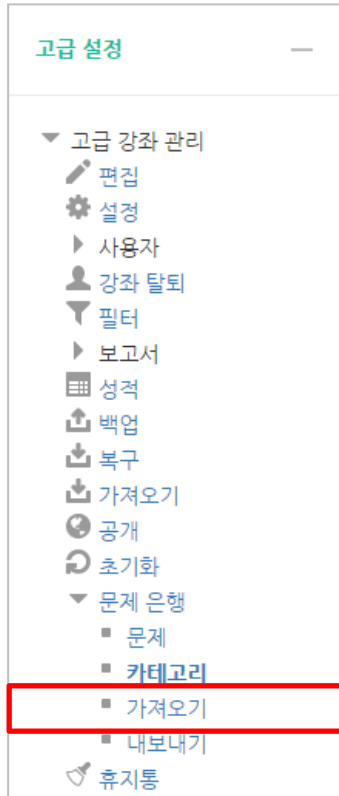 고급 설정
고급 강좌 관리
편집
설정
사용자
강좌 탈퇴
필터
보고서
성적
백업
복구
가져오기
공개
초기화
문제 은행
문제
카테고리
가져오기
내보내기
휴지통